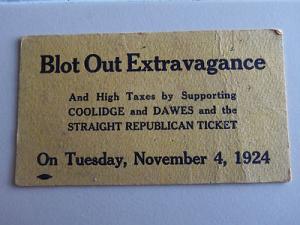 Blot Out Extravagance
And High Taxes by Supporting
COOLIDGE and DAWES and the
STRAIGHT REPUBLICAN TICKET
On Tuesday, November 4, 1924